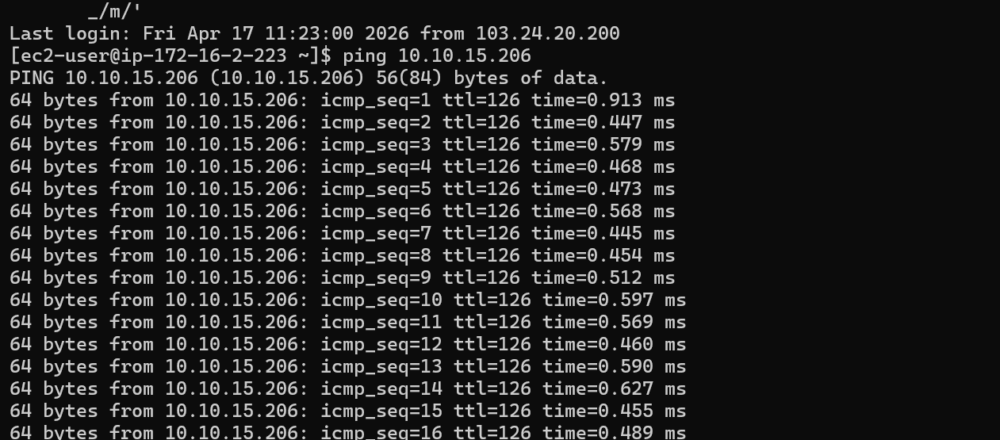 _/m/'
Last login: Fri Apr 17 11:23:00 2026 from 103.24.20.200
[ec2-user@ip-172-16-2-223 ~]$ ping 10.10.15.206
PING 10.10.15.206 (10.10.15.206) 56(84) bytes of data.
64 bytes from 10.10.15.206: icmp_seq=1 ttl=126 time=0.913 ms
64 bytes from 10.10.15.206: icmp_seq=2 ttl=126 time=0.447 ms
64 bytes from 10.10.15.206: icmp_seq=3 ttl=126 time=0.579 ms
64 bytes from 10.10.15.206: icmp_seq=4 ttl=126 time=0.468 ms
64 bytes from 10.10.15.206: icmp_seq=5 ttl=126 time=0.473 ms
64 bytes from 10.10.15.206: icmp_seq=6 ttl=126 time=0.568 ms
64 bytes from 10.10.15.206: icmp_seq=7 ttl=126 time=0.445 ms
64 bytes from 10.10.15.206: icmp_seq=8 ttl=126 time=0.454 ms
64 bytes from 10.10.15.206: icmp_seq=9 ttl=126 time=0.512 ms
64 bytes from 10.10.15.206: icmp_seq=10 ttl=126 time=0.597 ms
64 bytes from 10.10.15.206: icmp_seq=11 ttl=126 time=0.569 ms
64 bytes from 10.10.15.206: icmp_seq=12 ttl=126 time=0.460 ms
64 bytes from 10.10.15.206: icmp_seq=13 ttl=126 time=0.590 ms
64 bytes from 10.10.15.206: icmp_seq=14 ttl=126 time=0.627 ms
64 bytes from 10.10.15.206: icmp_seq=15 ttl=126 time=0.455 ms
64 bytes from 10.10.15.206: icmp_seq=16 ttl=126 time=0.489 ms